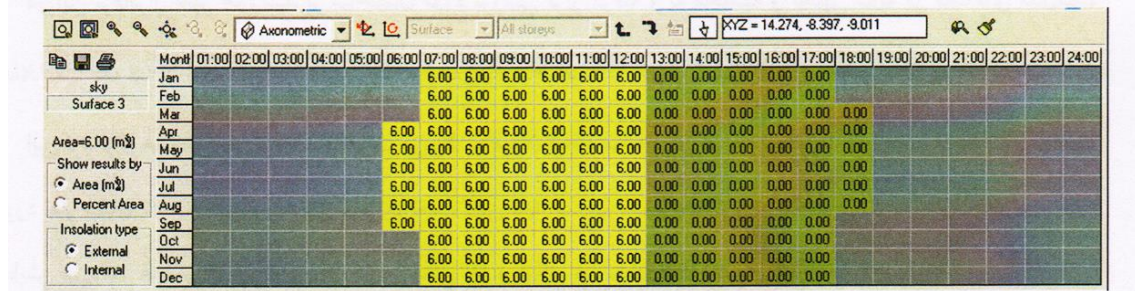 Axonometric Surface All storeys XYZ = 14.274, -8.397, -9.011
Month 01:00 02:00 03:00 04:00 05:00 06:00 07:00 08:00 09:00 10:00 11:00 12:00 13:00 14:00 15:00 16:00 17:00 18:00 19:00 20:00 21:00 22:00 23:00 24:00
Jan 6.00 6.00 6.00 6.00 6.00 6.00 0.00 0.00 0.00 0.00 0.00
Feb 6.00 6.00 6.00 6.00 6.00 6.00 0.00 0.00 0.00 0.00 0.00
Mar 6.00 6.00 6.00 6.00 6.00 6.00 0.00 0.00 0.00 0.00 0.00 0.00
Apr 6.00 6.00 6.00 6.00 6.00 6.00 6.00 0.00 0.00 0.00 0.00 0.00 0.00
May 6.00 6.00 6.00 6.00 6.00 6.00 6.00 0.00 0.00 0.00 0.00 0.00 0.00
Jun 6.00 6.00 6.00 6.00 6.00 6.00 6.00 0.00 0.00 0.00 0.00 0.00 0.00
Jul 6.00 6.00 6.00 6.00 6.00 6.00 6.00 0.00 0.00 0.00 0.00 0.00 0.00
Aug 6.00 6.00 6.00 6.00 6.00 6.00 6.00 0.00 0.00 0.00 0.00 0.00 0.00
Sep 6.00 6.00 6.00 6.00 6.00 6.00 6.00 0.00 0.00 0.00 0.00 0.00
Oct 6.00 6.00 6.00 6.00 6.00 6.00 0.00 0.00 0.00 0.00 0.00
Nov 6.00 6.00 6.00 6.00 6.00 6.00 0.00 0.00 0.00 0.00 0.00
Dec 6.00 6.00 6.00 6.00 6.00 6.00 0.00 0.00 0.00 0.00 0.00
sky
Surface 3
Area=6.00 (m2)
Show results by
Area (m2)
Percent Area
Insolation type
External
Internal